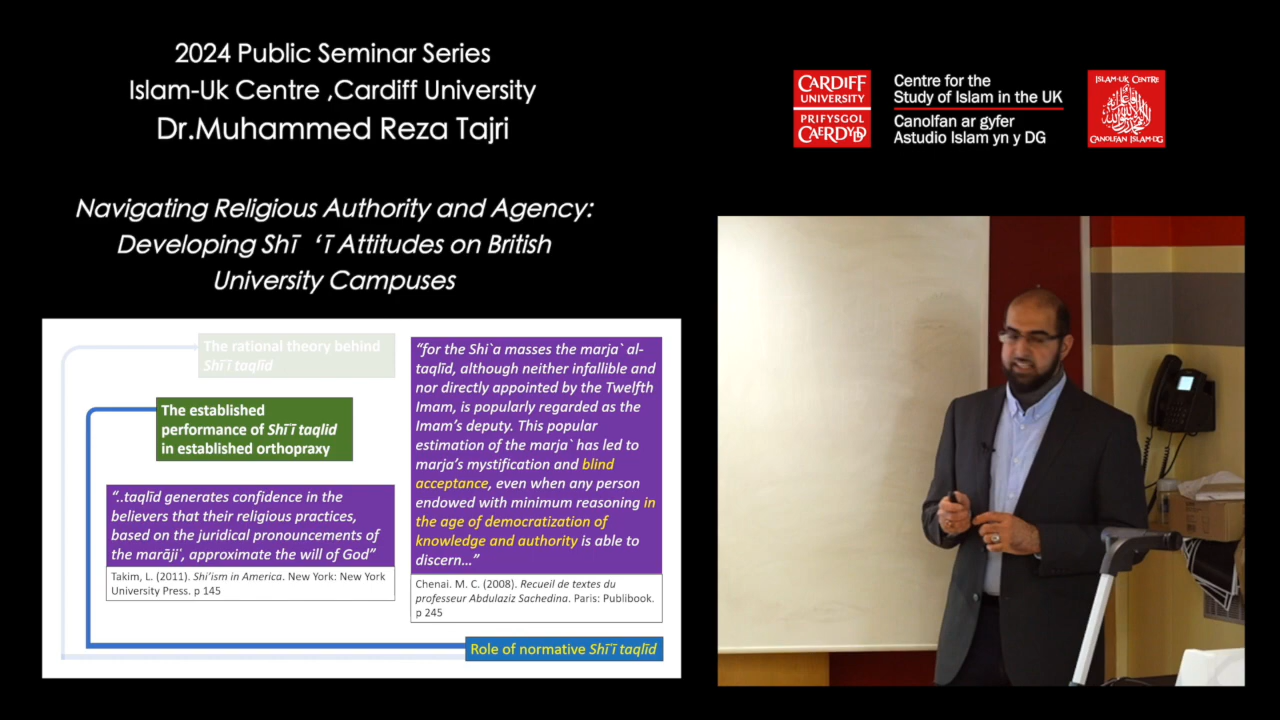 2024 Public Seminar Series
Islam-Uk Centre ,Cardiff University
Dr.Muhammed Reza Tajri
Navigating Religious Authority and Agency:
Developing Shī ʻī Attitudes on British
University Campuses
CARDIFF
UNIVERSITY
PRIFYSGOL
CAERDYDD
Centre for the
Study of Islam in the UK
Canolfan ar gyfer
Astudio Islam yn y DG
ISLAM-UK CENTRE
CANOLFAN ISLAM-DG
The rational theory behind
Shīʿī taqlīd
The established
performance of Shīʿī taqlīd
in established orthopraxy
“..taqlīd generates confidence in the
believers that their religious practices,
based on the juridical pronouncements of
the marājiʿ, approximate the will of God”
Takim, L. (2011). Shi’ism in America. New York: New York
University Press. p 145
“for the Shi`a masses the marja` al-
taqlīd, although neither infallible and
nor directly appointed by the Twelfth
Imam, is popularly regarded as the
Imam’s deputy. This popular
estimation of the marja` has led to
marja’s mystification and blind
acceptance, even when any person
endowed with minimum reasoning in
the age of democratization of
knowledge and authority is able to
discern…”
Chenai. M. C. (2008). Recueil de textes du
professeur Abdulaziz Sachedina. Paris: Publibook.
p 245
Role of normative Shīʿī taqlīd